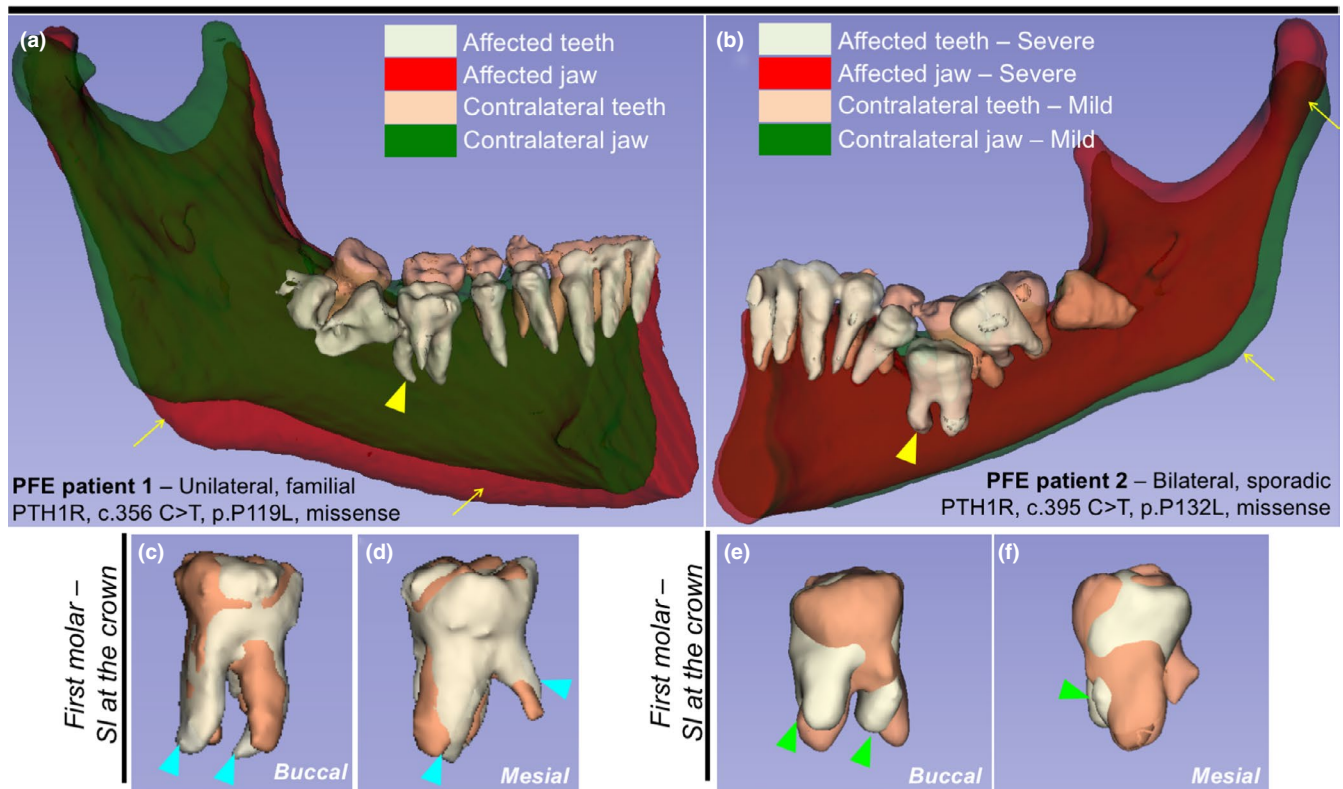 (a)
Affected teeth
Affected jaw
Contralateral teeth
Contralateral jaw
PFE patient 1 – Unilateral, familial
PTH1R, c.356 C>T, p.P119L, missense
(b)
Affected teeth – Severe
Affected jaw – Severe
Contralateral teeth – Mild
Contralateral jaw – Mild
PFE patient 2 – Bilateral, sporadic
PTH1R, c.395 C>T, p.P132L, missense
First molar –
SI at the crown
(c)
Buccal
(d)
Mesial
First molar –
SI at the crown
(e)
Buccal
(f)
Mesial